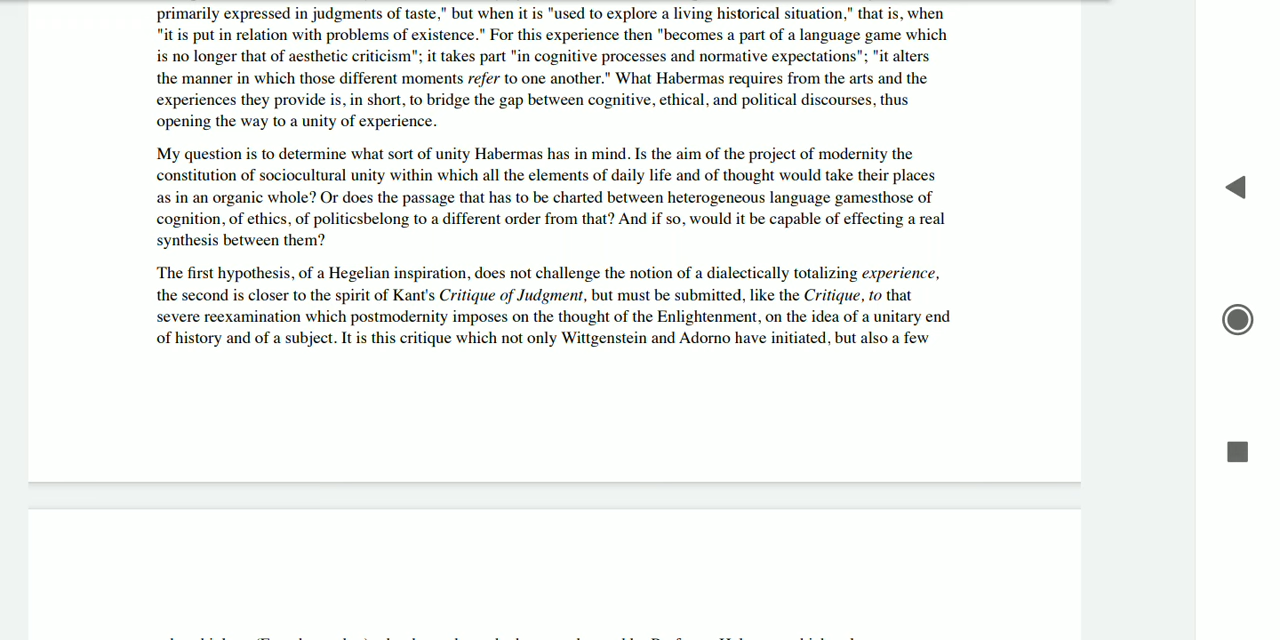 primarily expressed in judgments of taste," but when it is "used to explore a living historical situation," that is, when
"it is put in relation with problems of existence." For this experience then "becomes a part of a language game which
is no longer that of aesthetic criticism"; it takes part "in cognitive processes and normative expectations"; "it alters
the manner in which those different moments refer to one another." What Habermas requires from the arts and the
experiences they provide is, in short, to bridge the gap between cognitive, ethical, and political discourses, thus
opening the way to a unity of experience.
My question is to determine what sort of unity Habermas has in mind. Is the aim of the project of modernity the
constitution of sociocultural unity within which all the elements of daily life and of thought would take their places
as in an organic whole? Or does the passage that has to be charted between heterogeneous language gamesthose of
cognition, of ethics, of politicsbelong to a different order from that? And if so, would it be capable of effecting a real
synthesis between them?
The first hypothesis, of a Hegelian inspiration, does not challenge the notion of a dialectically totalizing experience,
the second is closer to the spirit of Kant's Critique of Judgment, but must be submitted, like the Critique, to that
severe reexamination which postmodernity imposes on the thought of the Enlightenment, on the idea of a unitary end
of history and of a subject. It is this critique which not only Wittgenstein and Adorno have initiated, but also a few